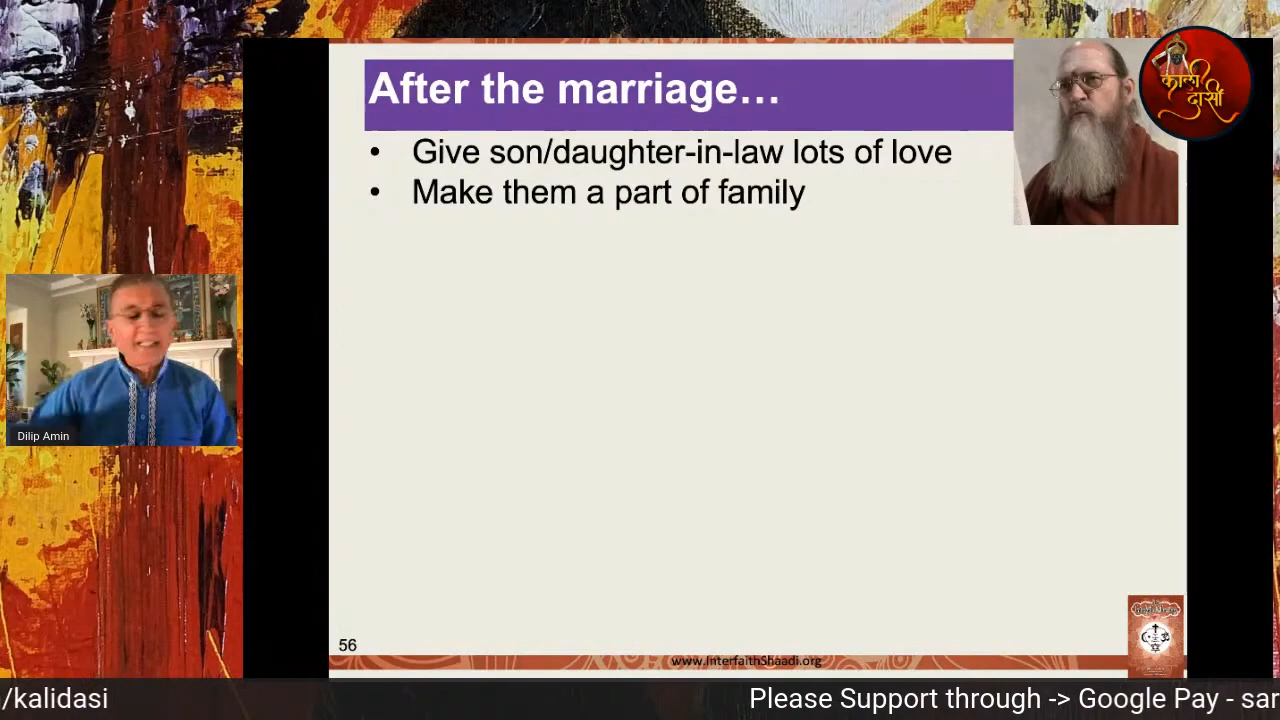 After the marriage…
• Give son/daughter-in-law lots of love
• Make them a part of family
काली
दासी
Dilip Amin
56
www.InterfaithShaadi.org
/kalidasi
Please Support through -> Google Pay - sar